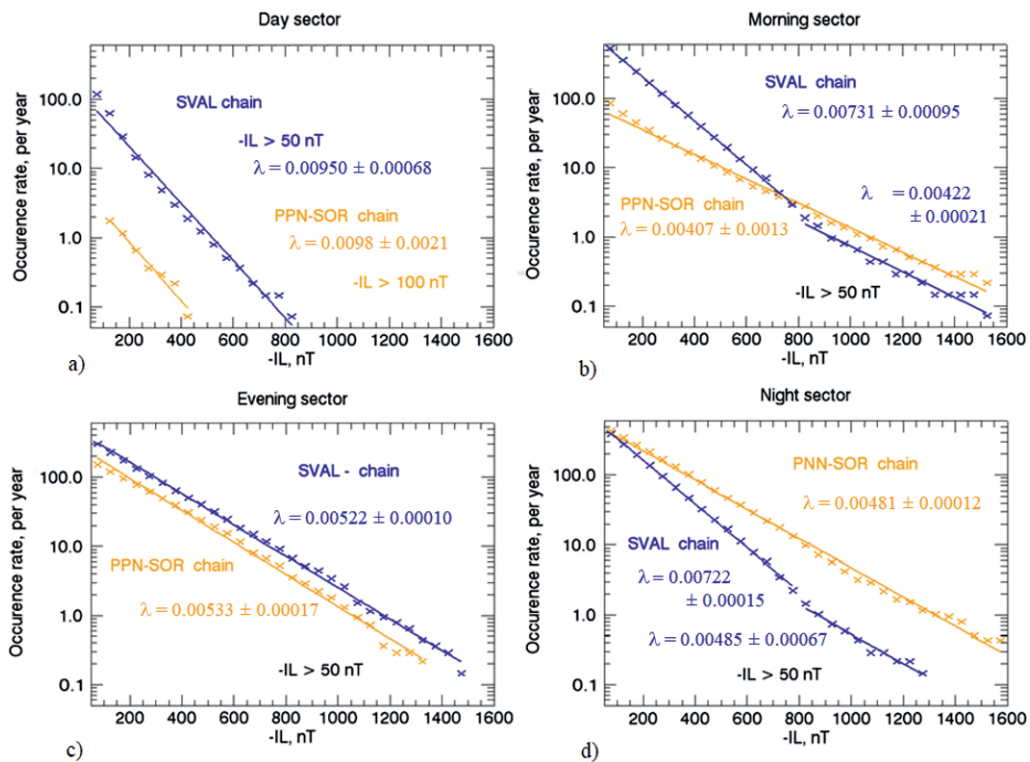 Day sector
Occurence rate, per year
100.0
10.0
1.0
0.1
SVAL chain
-IL > 50 nT
λ = 0.00950 ± 0.00068
PPN-SOR chain
λ = 0.0098 ± 0.0021
-IL > 100 nT
200 400 600 800 1000 1200 1400 1600
-IL, nT
a)
Morning sector
Occurence rate, per year
100.0
10.0
1.0
0.1
SVAL chain
λ = 0.00731 ± 0.00095
PPN-SOR chain
λ = 0.00407 ± 0.0013
λ = 0.00422
± 0.00021
-IL > 50 nT
200 400 600 800 1000 1200 1400 1600
-IL, nT
b)
Evening sector
Occurence rate, per year
100.0
10.0
1.0
0.1
SVAL - chain
λ = 0.00522 ± 0.00010
PPN-SOR chain
λ = 0.00533 ± 0.00017
-IL > 50 nT
200 400 600 800 1000 1200 1400 1600
-IL, nT
c)
Night sector
Occurence rate, per year
100.0
10.0
1.0
0.1
PNN-SOR chain
λ = 0.00481 ± 0.00012
SVAL chain
λ = 0.00722
± 0.00015
λ = 0.00485 ± 0.00067
-IL > 50 nT
200 400 600 800 1000 1200 1400 1600
-IL, nT
d)